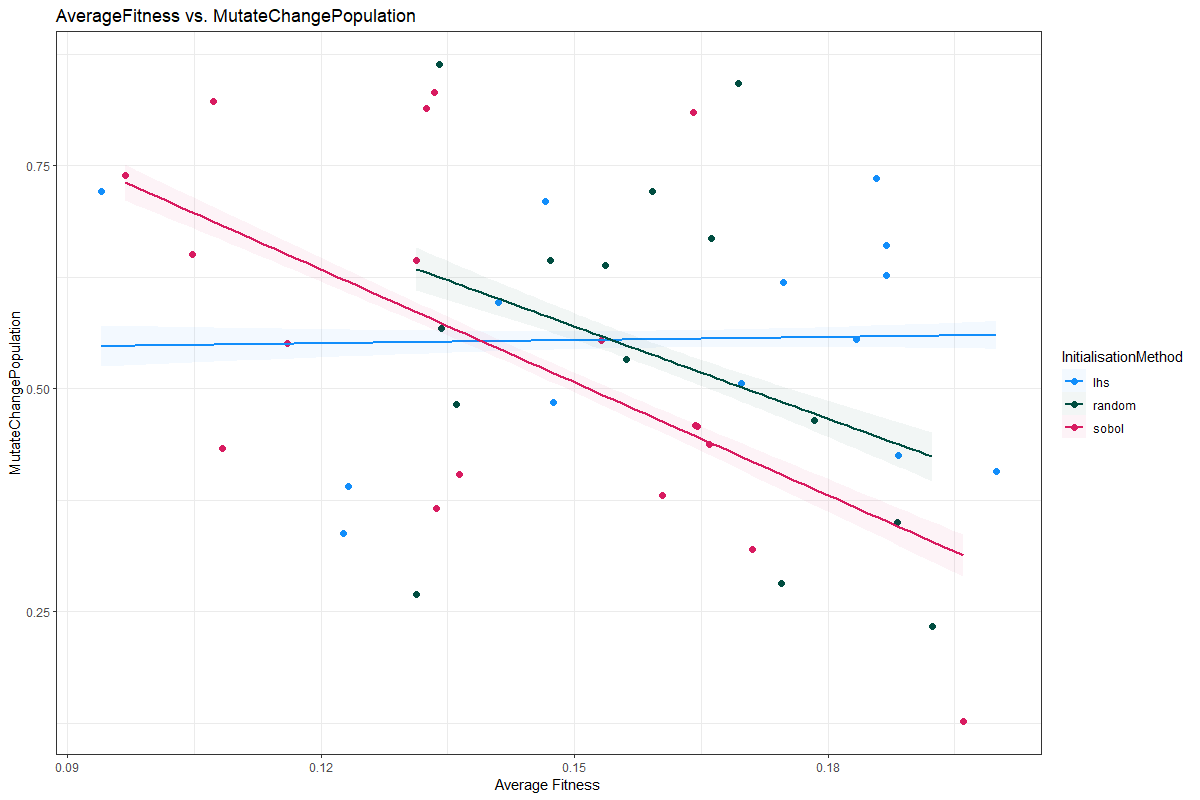 AverageFitness vs. MutateChangePopulation
MutateChangePopulation
0.75
0.50
0.25
0.09
0.12
0.15
0.18
Average Fitness
InitialisationMethod
lhs
random
sobol